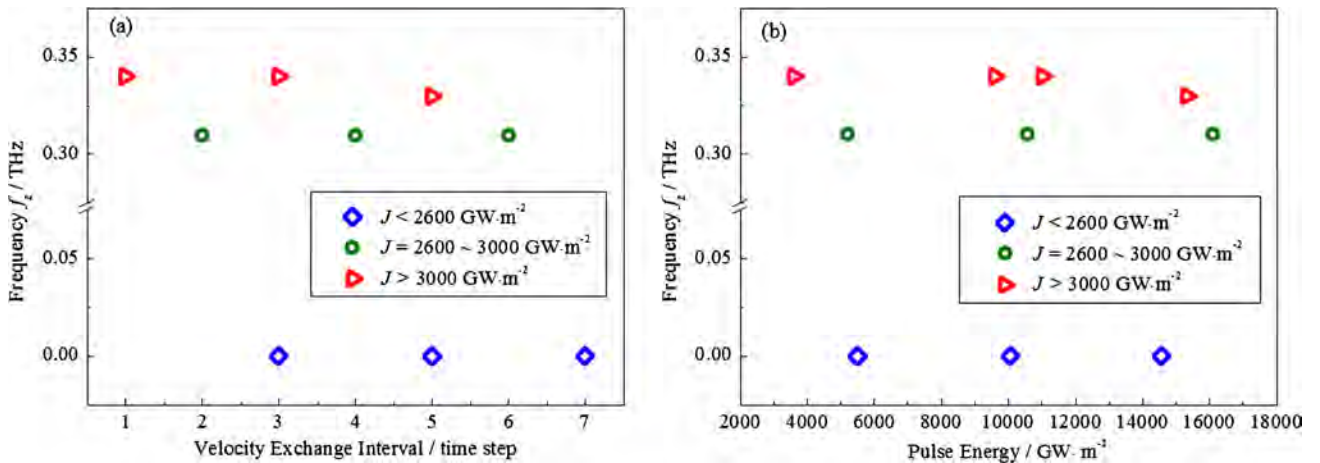 (a)
0.35
0.30
0.05
0.00
Frequency f_z / THz
J < 2600 GW·m⁻²
J = 2600 ~ 3000 GW·m⁻²
J > 3000 GW·m⁻²
1 2 3 4 5 6 7
Velocity Exchange Interval / time step
(b)
0.35
0.30
0.05
0.00
Frequency f_z / THz
J < 2600 GW·m⁻²
J = 2600 ~ 3000 GW·m⁻²
J > 3000 GW·m⁻²
2000 4000 6000 8000 10000 12000 14000 16000 18000
Pulse Energy / GW· m⁻²